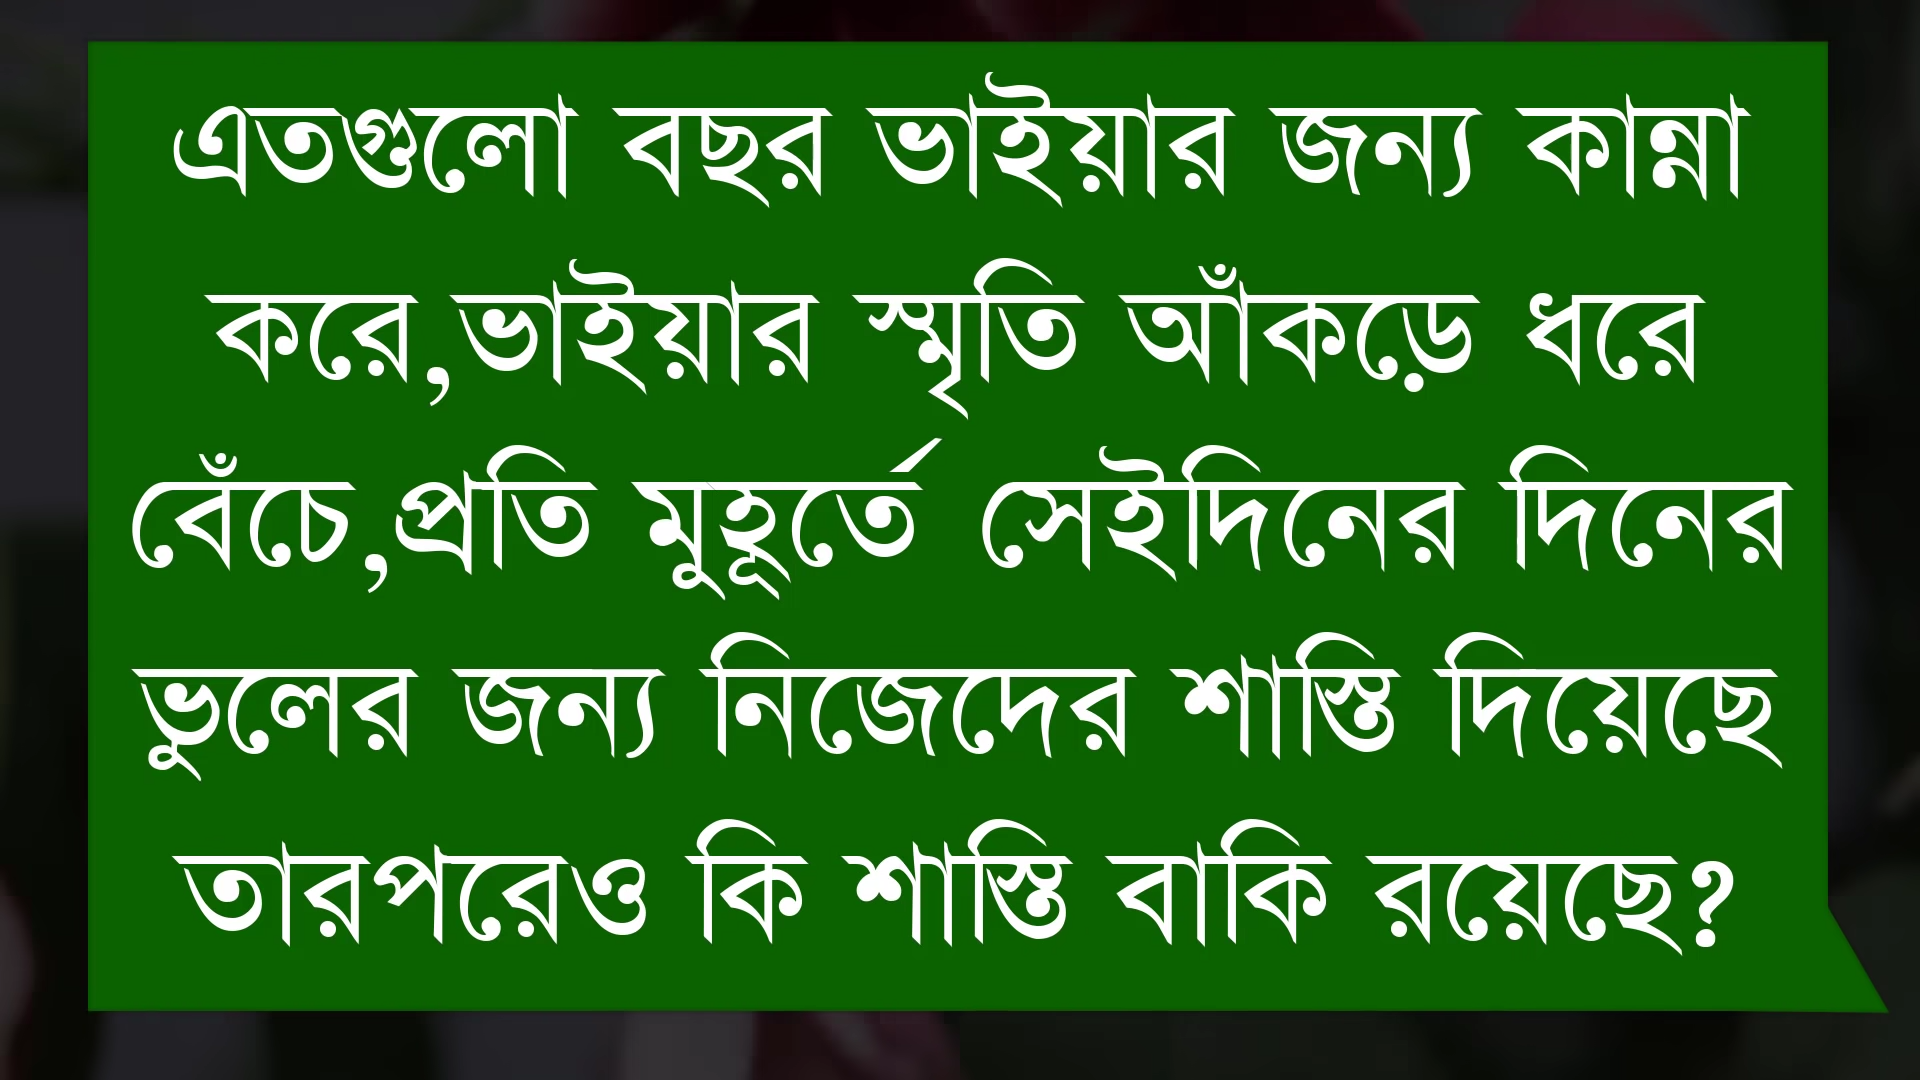 এতগুলো বছর ভাইয়ার জন্য কান্না
করে,ভাইয়ার স্মৃতি আঁকড়ে ধরে
বেঁচে,প্রতি মুহূর্তে সেইদিনের দিনের
ভুলের জন্য নিজেদের শাস্তি দিয়েছে
তারপরেও কি শাস্তি বাকি রয়েছে?